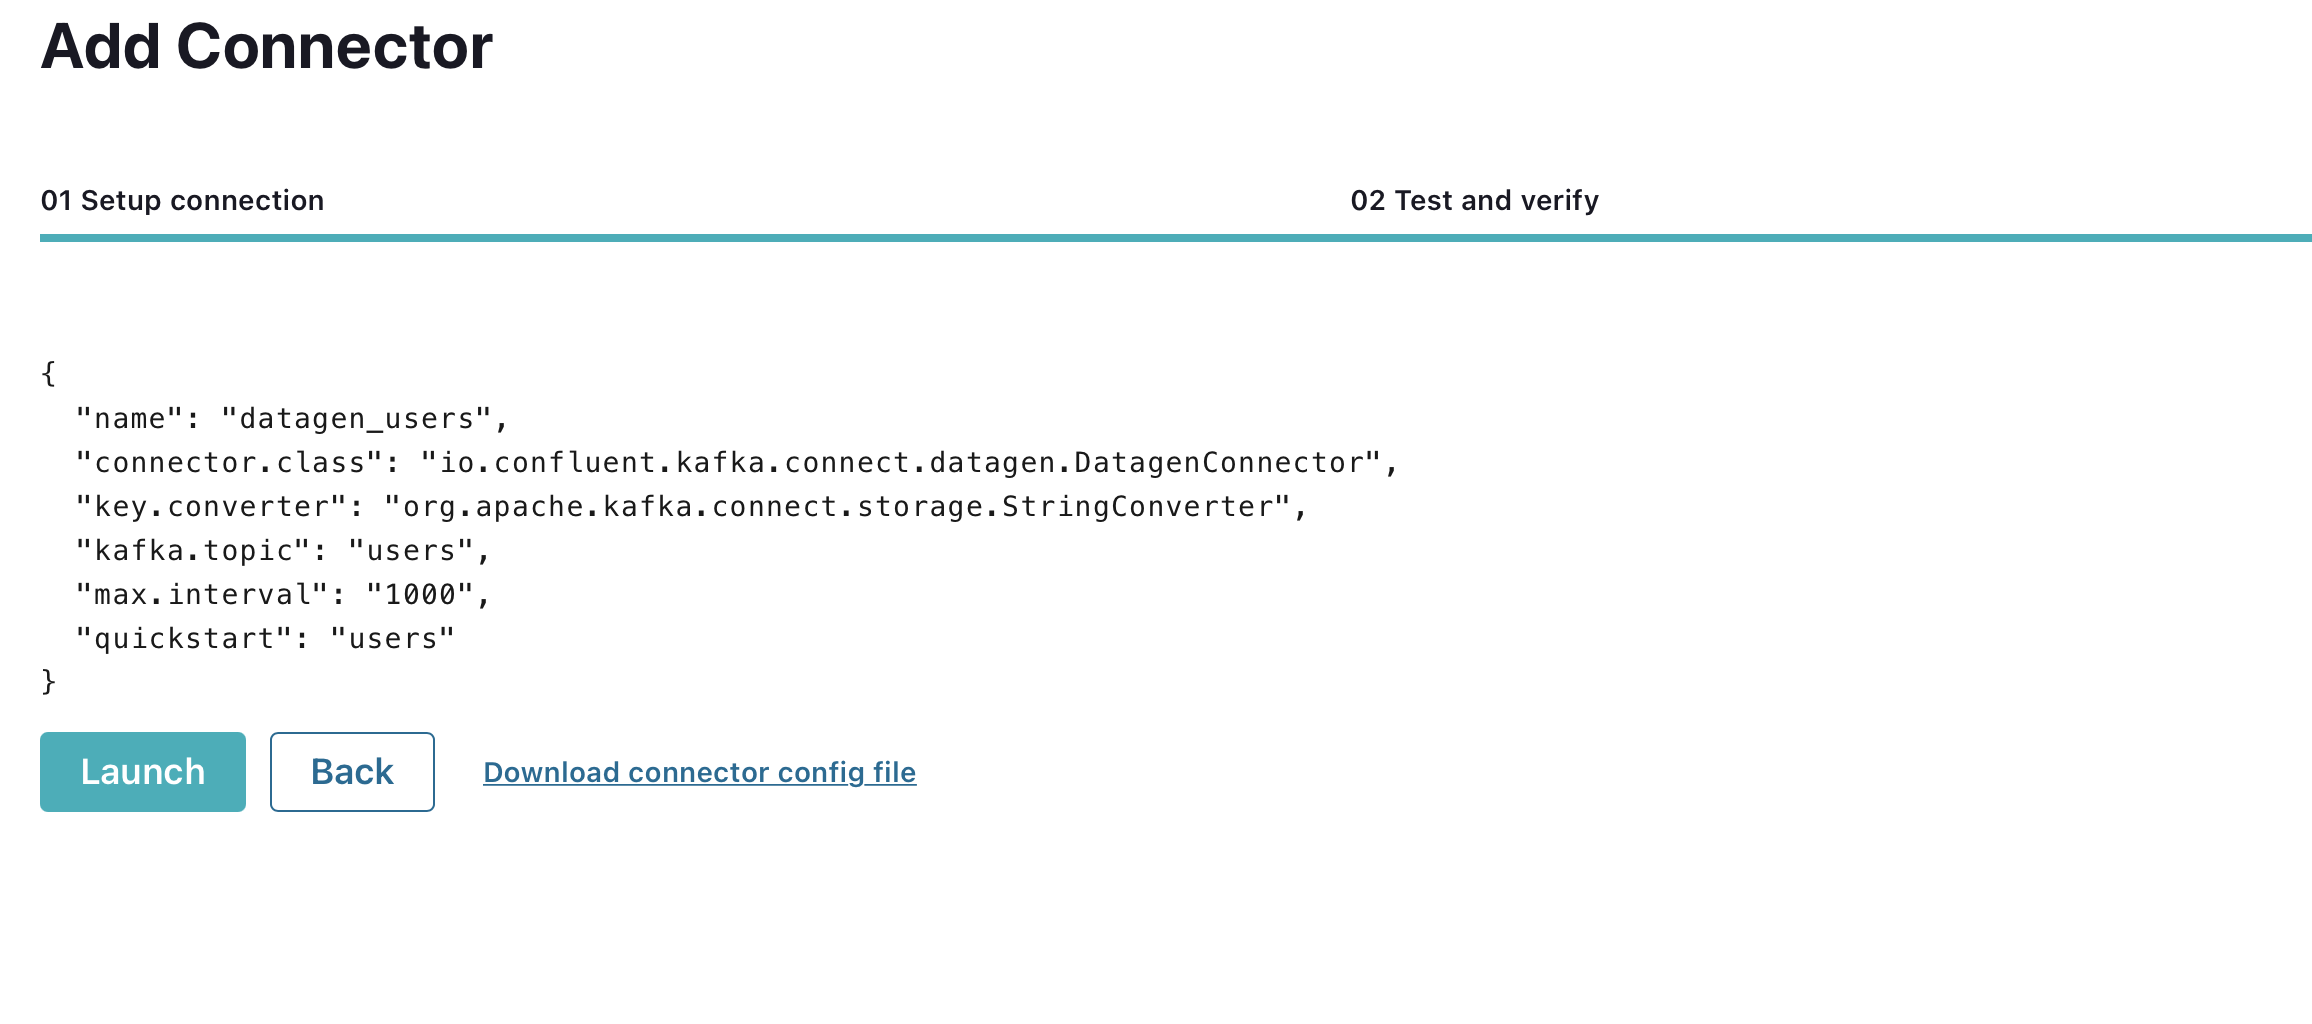 Add Connector
01 Setup connection
02 Test and verify
{
  "name": "datagen_users",
  "connector.class": "io.confluent.kafka.connect.datagen.DatagenConnector",
  "key.converter": "org.apache.kafka.connect.storage.StringConverter",
  "kafka.topic": "users",
  "max.interval": "1000",
  "quickstart": "users"
}
Launch
Back
Download connector config file